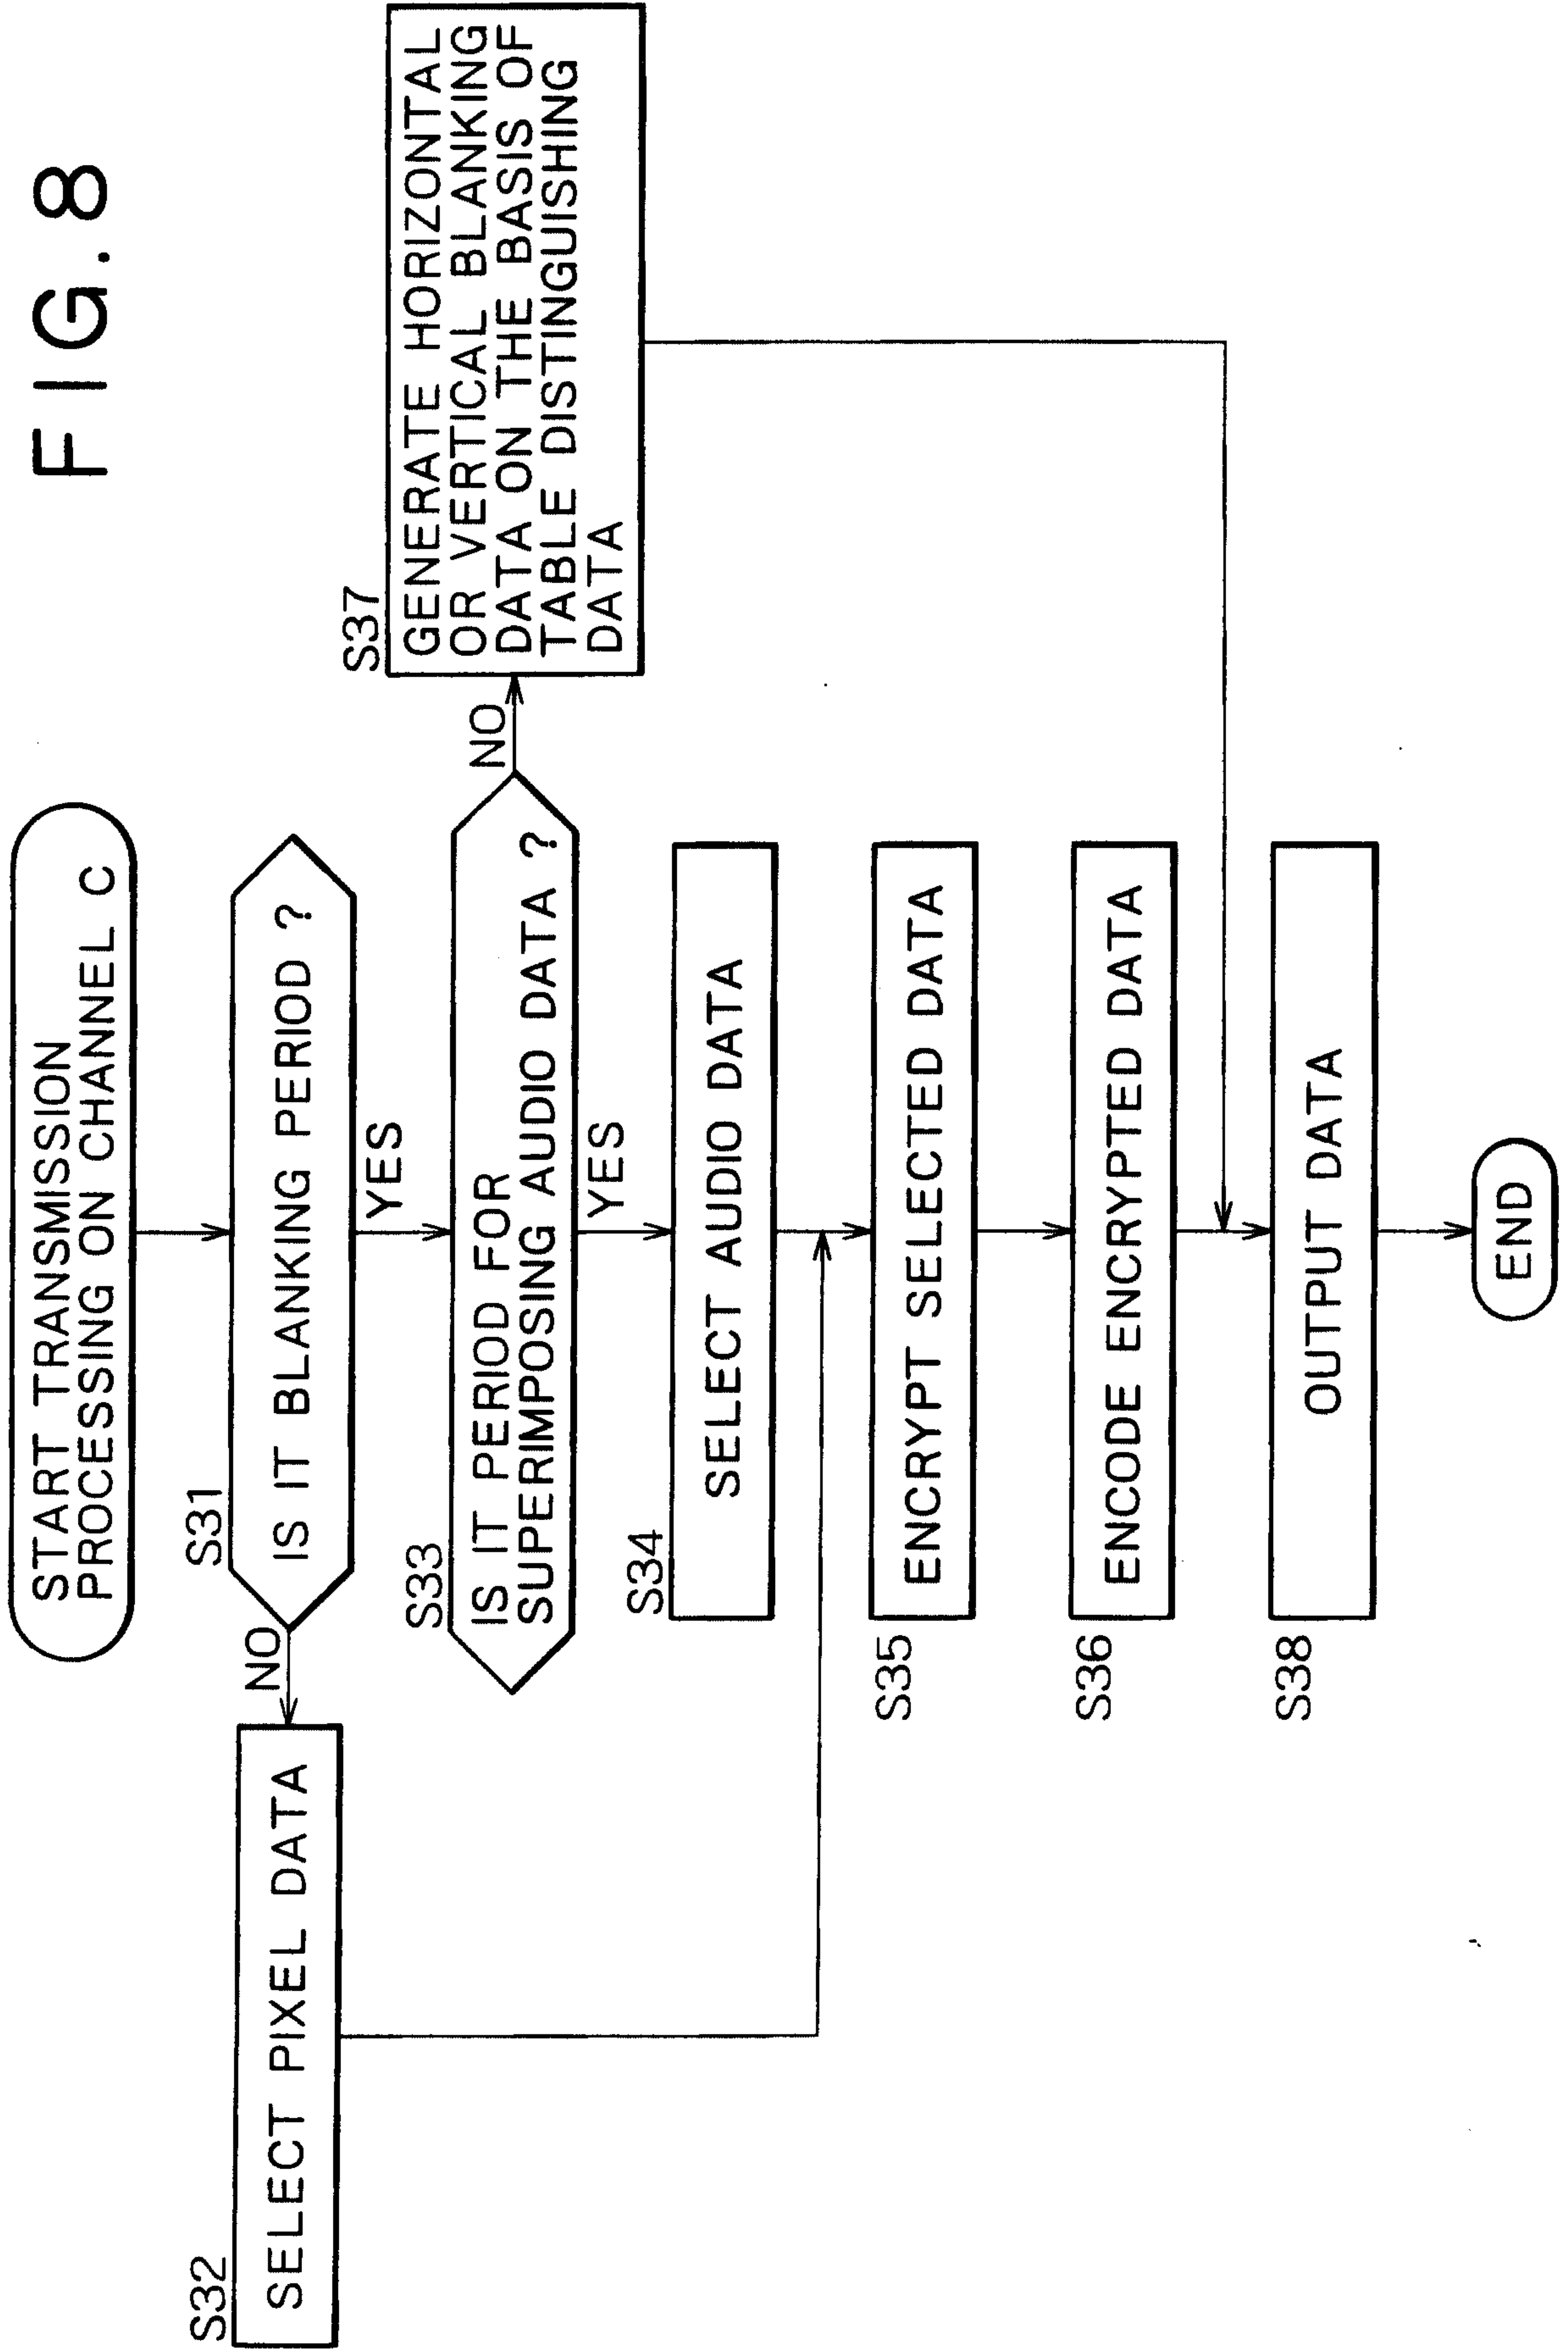 FIG. 8
START TRANSMISSION
PROCESSING ON CHANNEL C
S31
IS IT BLANKING PERIOD ?
NO
YES
S32
SELECT PIXEL DATA
S33
IS IT PERIOD FOR
SUPERIMPOSING AUDIO DATA ?
NO
YES
S37
GENERATE HORIZONTAL
OR VERTICAL BLANKING
DATA ON THE BASIS OF
TABLE DISTINGUISHING
DATA
S34
SELECT AUDIO DATA
S35
ENCRYPT SELECTED DATA
S36
ENCODE ENCRYPTED DATA
S38
OUTPUT DATA
END